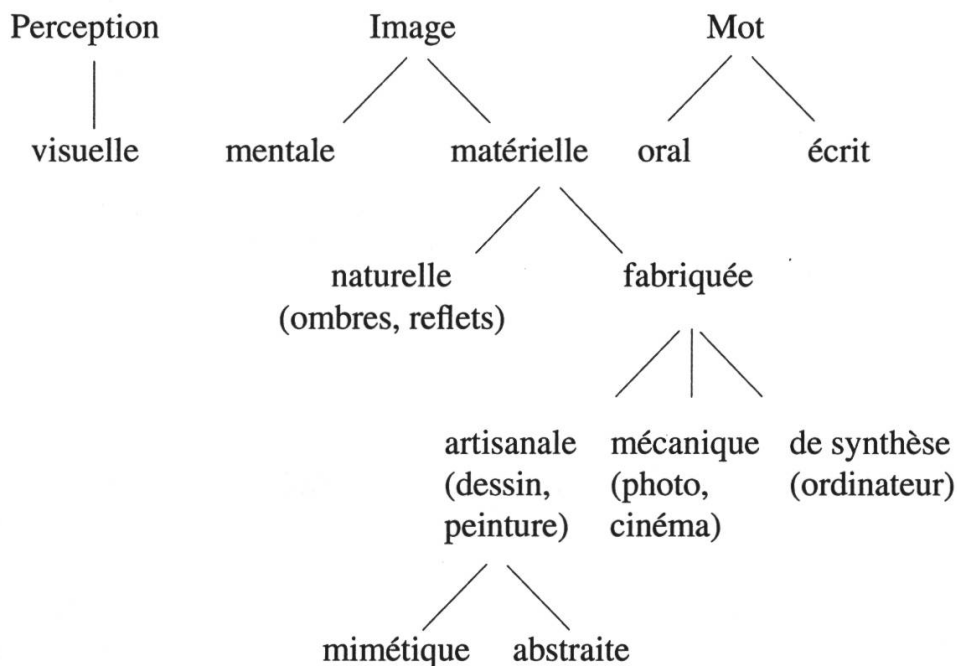 Perception Image Mot
visuelle mentale matérielle oral écrit
naturelle fabriquée
(ombres, reflets)
artisanale mécanique de synthèse
(dessin, (photo, (ordinateur)
peinture) cinéma)
mimétique abstraite